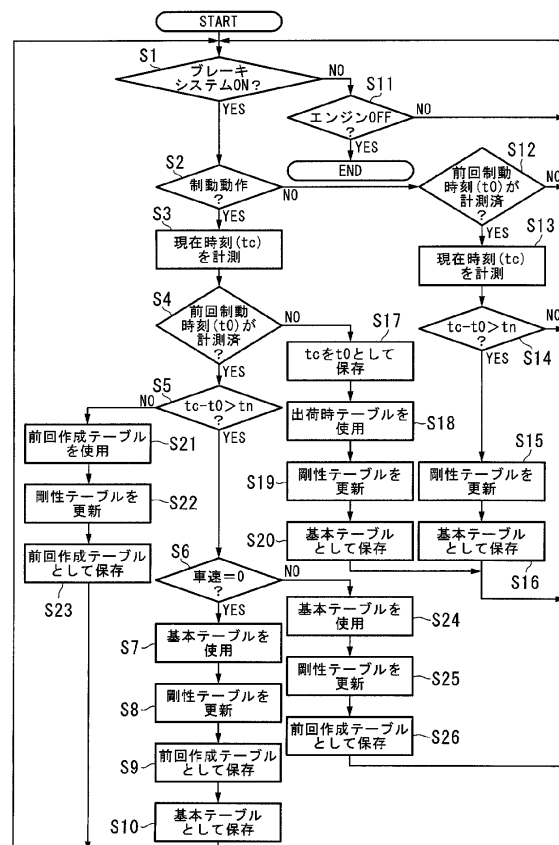 START
S1
ブレーキ
システムON?
NO
YES
S11
エンジンOFF
?
NO
YES
END
S2
制動動作
?
NO
YES
S12
前回制動
時刻(t0)が
計測済
?
NO
YES
S3
現在時刻(tc)
を計測
S13
現在時刻(tc)
を計測
S4
前回制動
時刻(t0)が
計測済
?
NO
YES
S14
tc-t0>tn
?
NO
YES
S17
tcをt0として
保存
S5
tc-t0>tn
?
NO
YES
S18
出荷時テーブルを
使用
S21
前回作成テーブル
を使用
S15
剛性テーブルを
更新
S19
剛性テーブルを
更新
S22
剛性テーブルを
更新
S20
基本テーブル
として保存
S16
基本テーブル
として保存
S23
前回作成テーブル
として保存
S6
車速=0
?
NO
YES
S7
基本テーブルを
使用
S24
基本テーブルを
使用
S8
剛性テーブルを
更新
S25
剛性テーブルを
更新
S9
前回作成テーブル
として保存
S26
前回作成テーブル
として保存
S10
基本テーブル
として保存